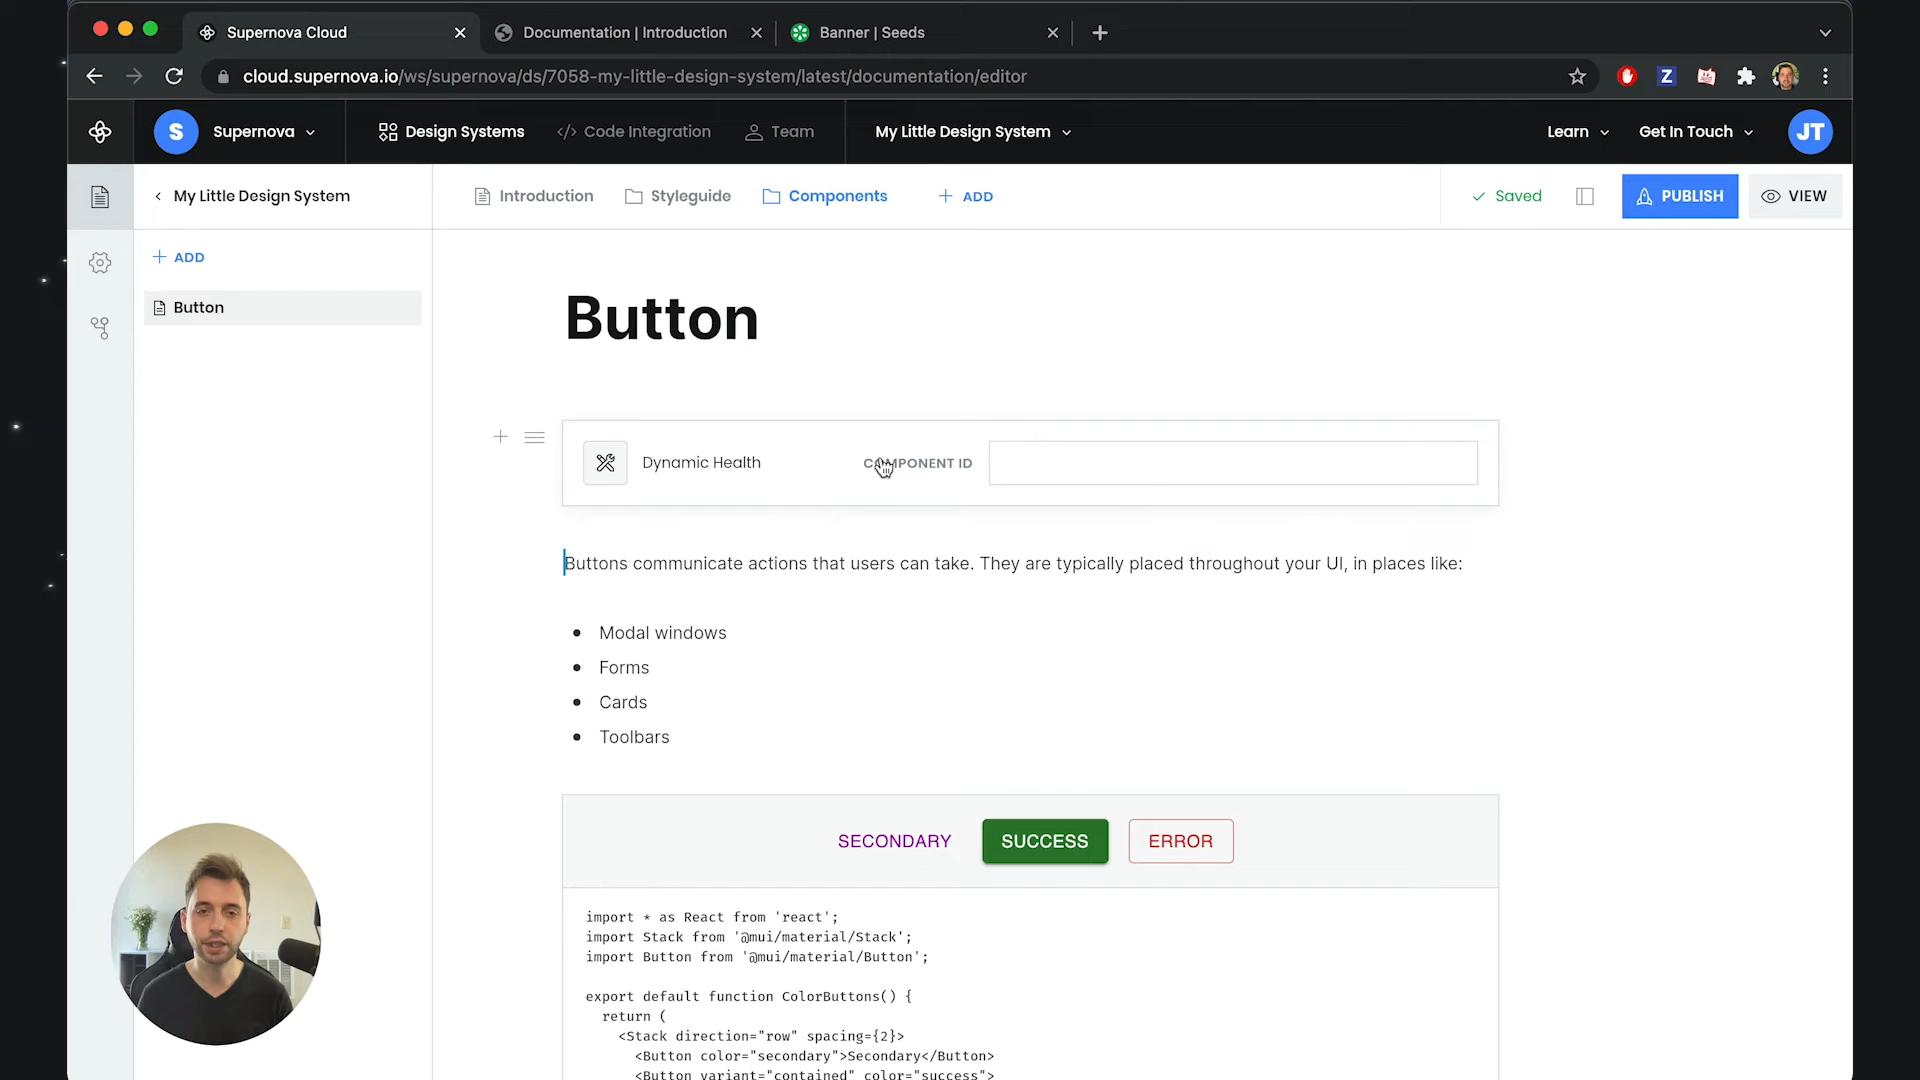 Supernova Cloud
Documentation | Introduction
Banner | Seeds
cloud.supernova.io/ws/supernova/ds/7058-my-little-design-system/latest/documentation/editor
Z
S
Supernova
Design Systems
</> Code Integration
Team
My Little Design System
Learn
Get In Touch
JT
My Little Design System
Introduction
Styleguide
Components
+ ADD
Saved
PUBLISH
VIEW
+ ADD
Button
Button
Dynamic Health
COMPONENT ID
Buttons communicate actions that users can take. They are typically placed throughout your UI, in places like:
• Modal windows
• Forms
• Cards
• Toolbars
SECONDARY
SUCCESS
ERROR
import * as React from 'react';
import Stack from '@mui/material/Stack';
import Button from '@mui/material/Button';
export default function ColorButtons() {
return (
<Stack direction="row" spacing={2}>
<Button color="secondary">Secondary</Button>
<Button variant="contained" color="success">